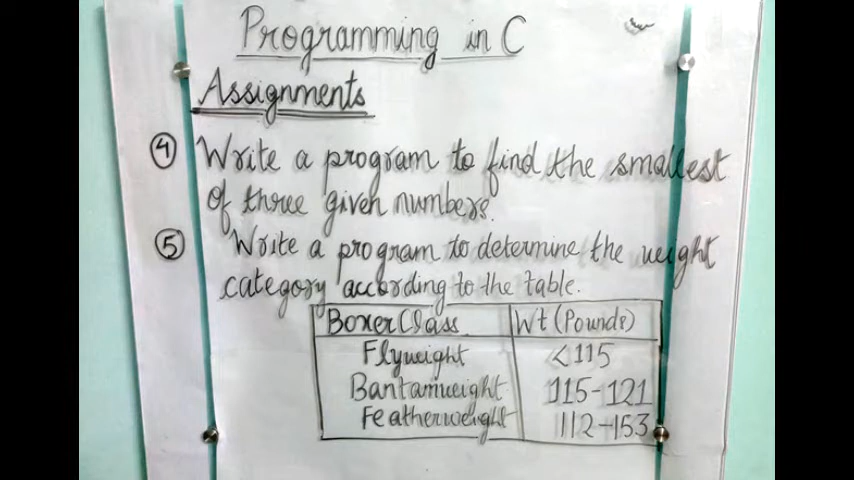 Programming in C
Assignments
④ Write a program to find the smallest
of three given numbers.
⑤ Write a program to determine the weight
category according to the table.
Boxer Class Wt (Pounds)
Flyweight <115
Bantamweight 115-121
Featherweight 112-153